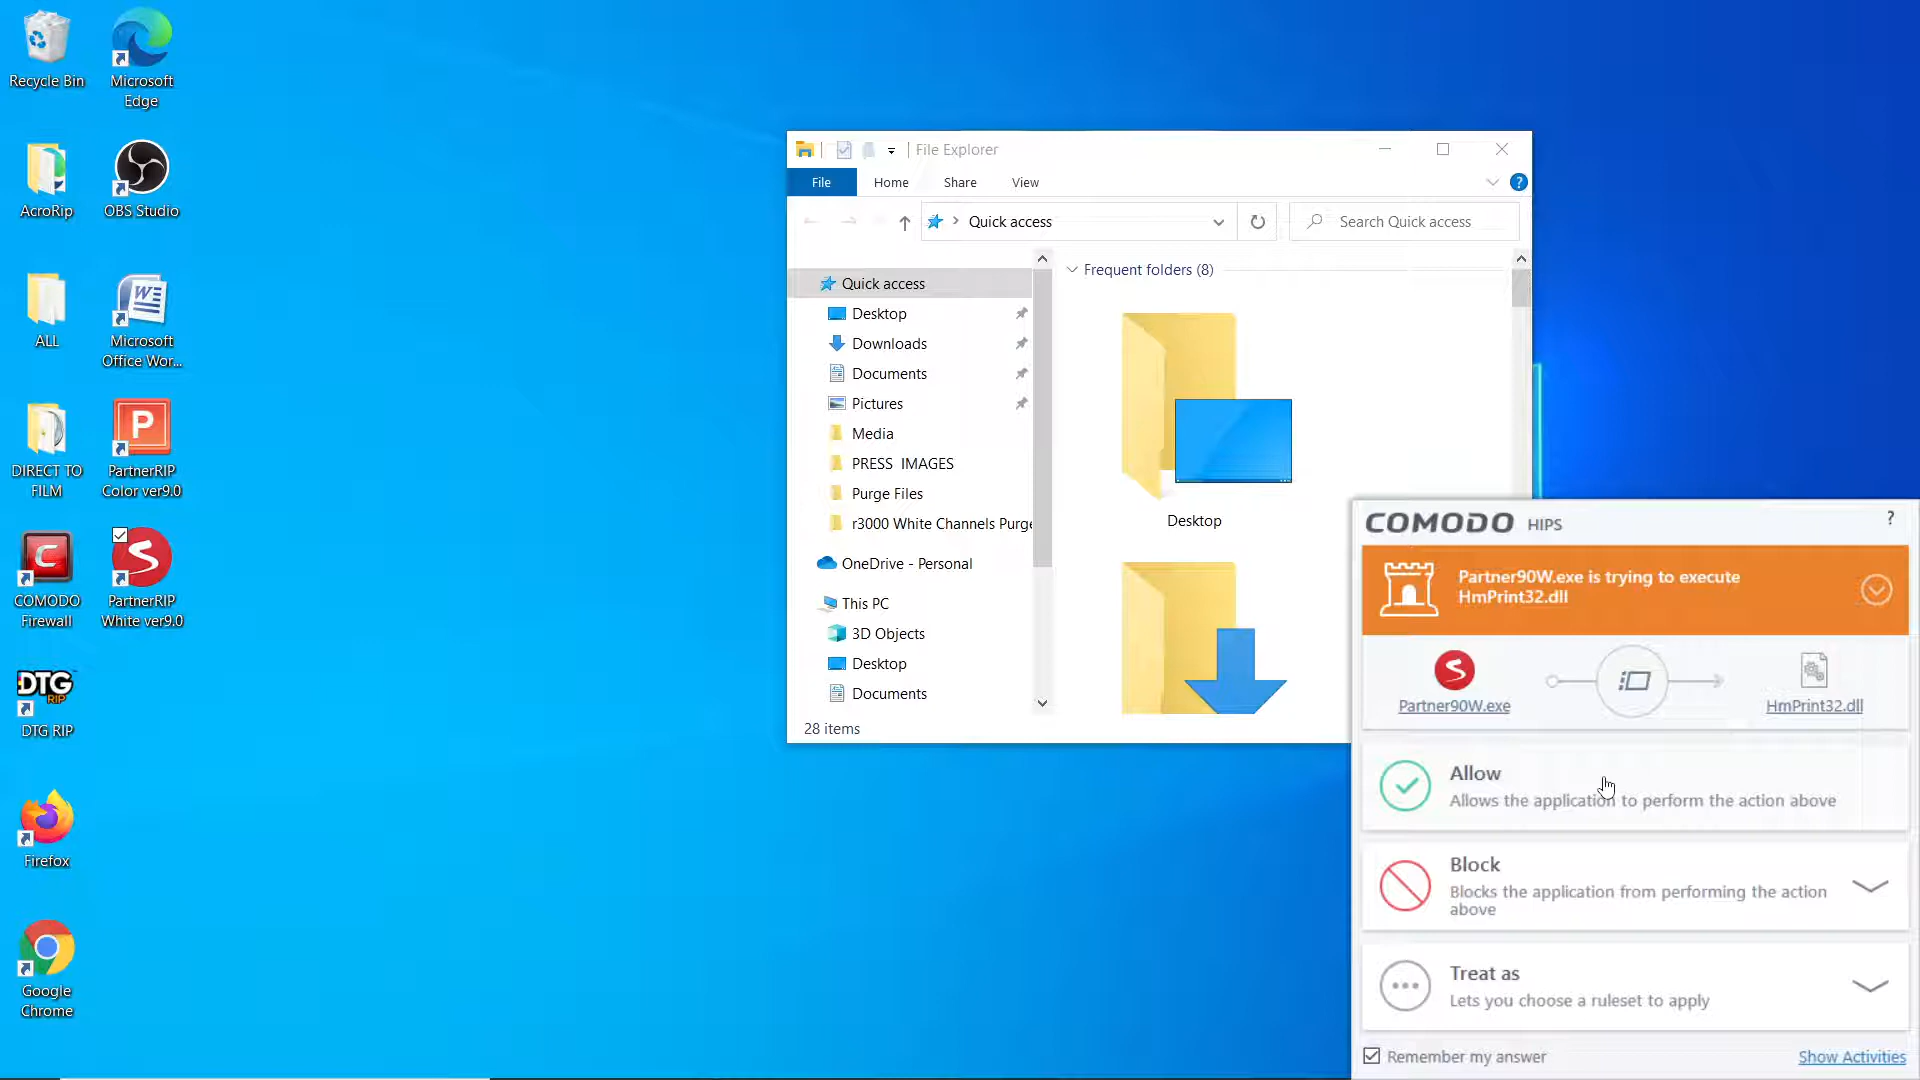 Recycle Bin
Microsoft
Edge
AcroRip
OBS Studio
ALL
W
Microsoft
Office Wor...
DIRECT TO
FILM
P
PartnerRIP
Color ver9.0
C
COMODO
Firewall
S
PartnerRIP
White ver9.0
DTG
RIP
DTG RIP
Firefox
Google
Chrome
File Explorer
File
Home
Share
View
?
Quick access
Search Quick access
Quick access
Desktop
Downloads
Documents
Pictures
Media
PRESS IMAGES
Purge Files
r3000 White Channels Purge
OneDrive - Personal
This PC
3D Objects
Desktop
Documents
Frequent folders (8)
Desktop
28 items
COMODO HIPS
?
Partner90W.exe is trying to execute
HmPrint32.dll
S
Partner90W.exe
HmPrint32.dll
Allow
Allows the application to perform the action above
Block
Blocks the application from performing the action
above
Treat as
Lets you choose a ruleset to apply
Remember my answer
Show Activities